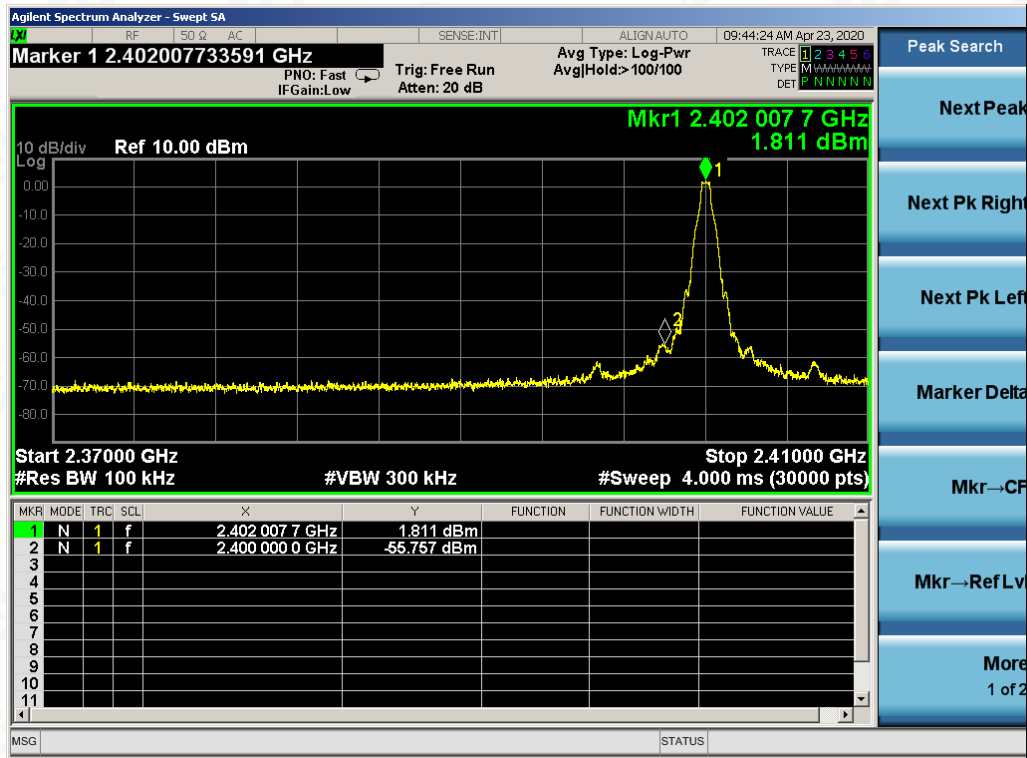 Agilent Spectrum Analyzer - Swept SA
LXI RF 50 Ω AC SENSE:INT ALIGN AUTO 09:44:24 AM Apr 23, 2020
Marker 1 2.402007733591 GHz
PNO: Fast
IFGain:Low
Trig: Free Run
Atten: 20 dB
Avg Type: Log-Pwr
Avg|Hold:> 100/100
TRACE 1 2 3 4 5 6
TYPE M WWWWW
DET P N N N N N
Mkr1 2.402 007 7 GHz
1.811 dBm
10 dB/div Ref 10.00 dBm
Log
1
0.00
-10.0
-20.0
-30.0
-40.0
2
-50.0
-60.0
-70.0
-80.0
Start 2.37000 GHz Stop 2.41000 GHz
#Res BW 100 kHz #VBW 300 kHz #Sweep 4.000 ms (30000 pts)
MKR MODE TRC SCL X Y FUNCTION FUNCTION WIDTH FUNCTION VALUE
1 N 1 f 2.402 007 7 GHz 1.811 dBm
2 N 1 f 2.400 000 0 GHz -55.757 dBm
3
4
5
6
7
8
9
10
11
MSG STATUS
Peak Search
Next Peak
Next Pk Right
Next Pk Left
Marker Delta
Mkr→CF
Mkr→Ref Lvl
More
1 of 2